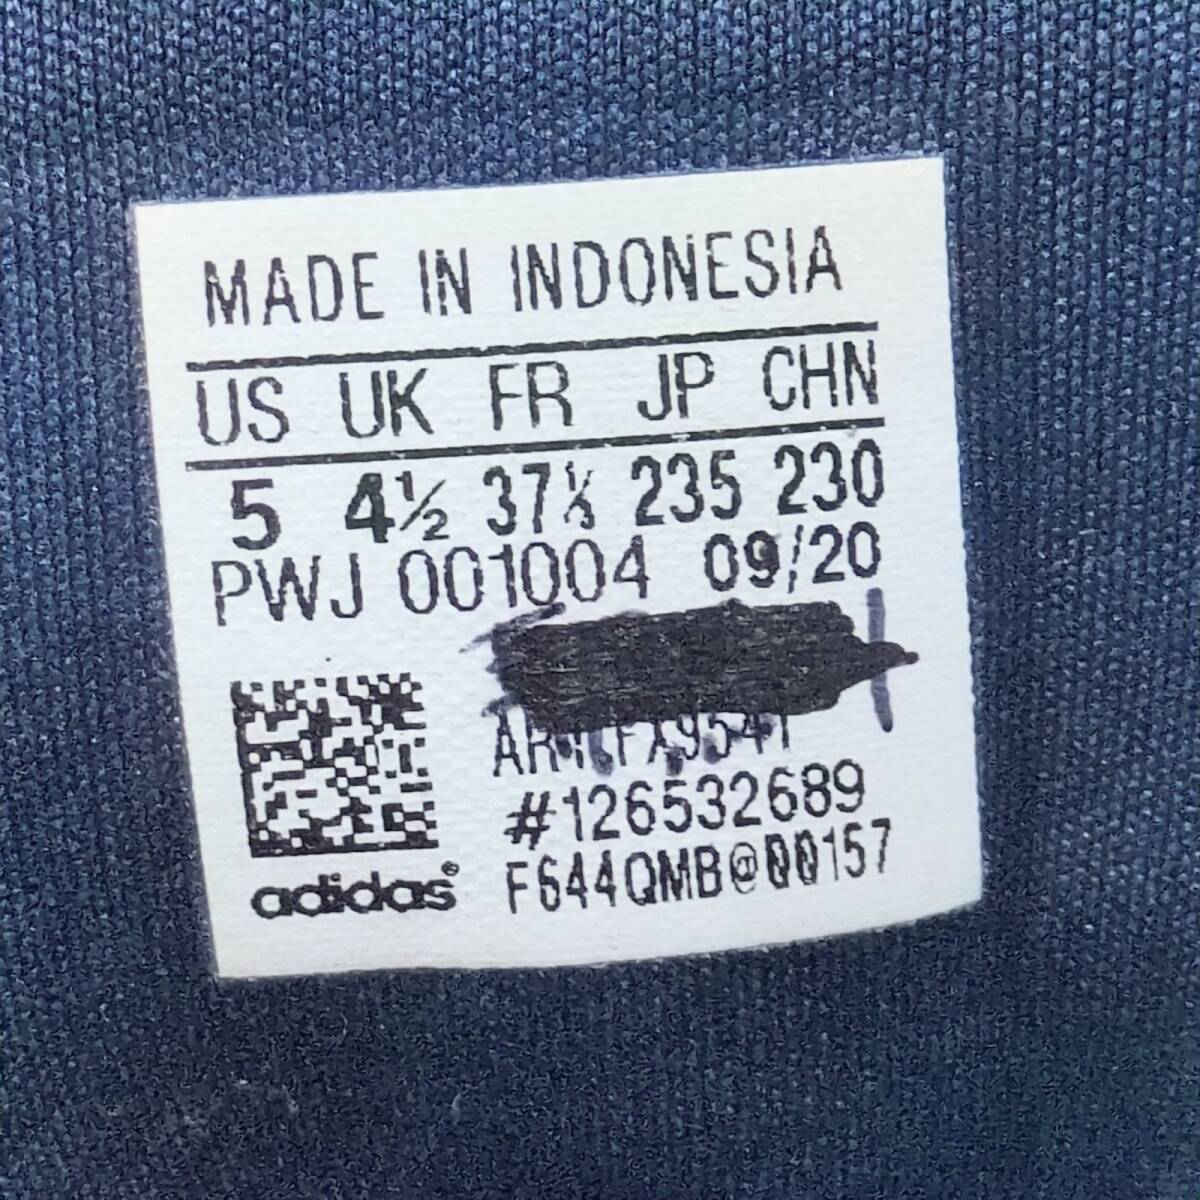 MADE IN INDONESIA
US UK FR JP CHN
5 4½ 37⅓ 235 230
PWJ 001004 09/20
FX9541
#126532689
adidas® F644QMB@00157